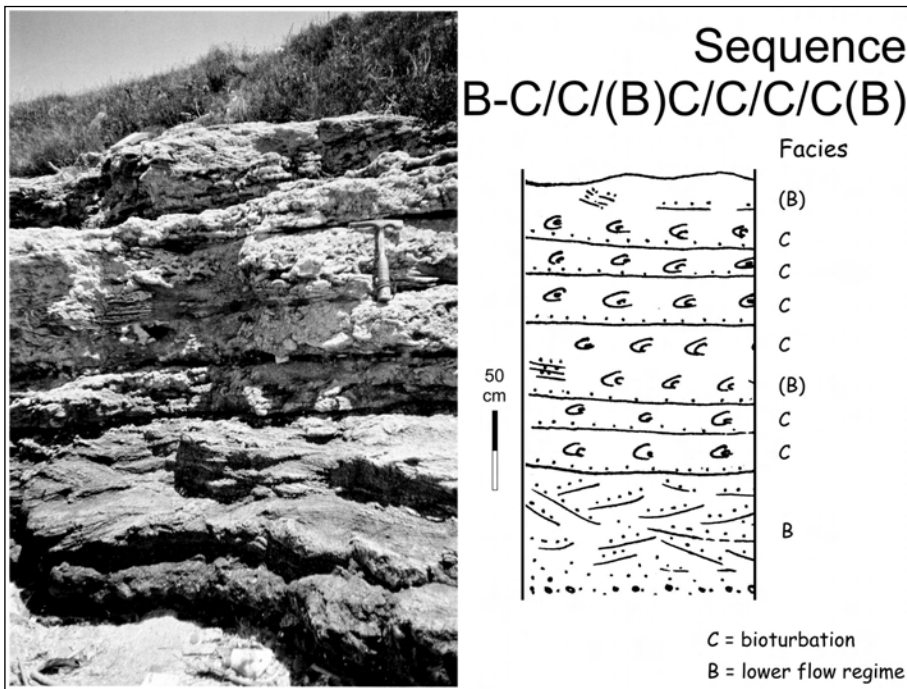 Sequence
B-C/C/(B)C/C/C/C(B)
Facies
(B)
C
C
C
C
(B)
C
C
B
50
cm
C = bioturbation
B = lower flow regime